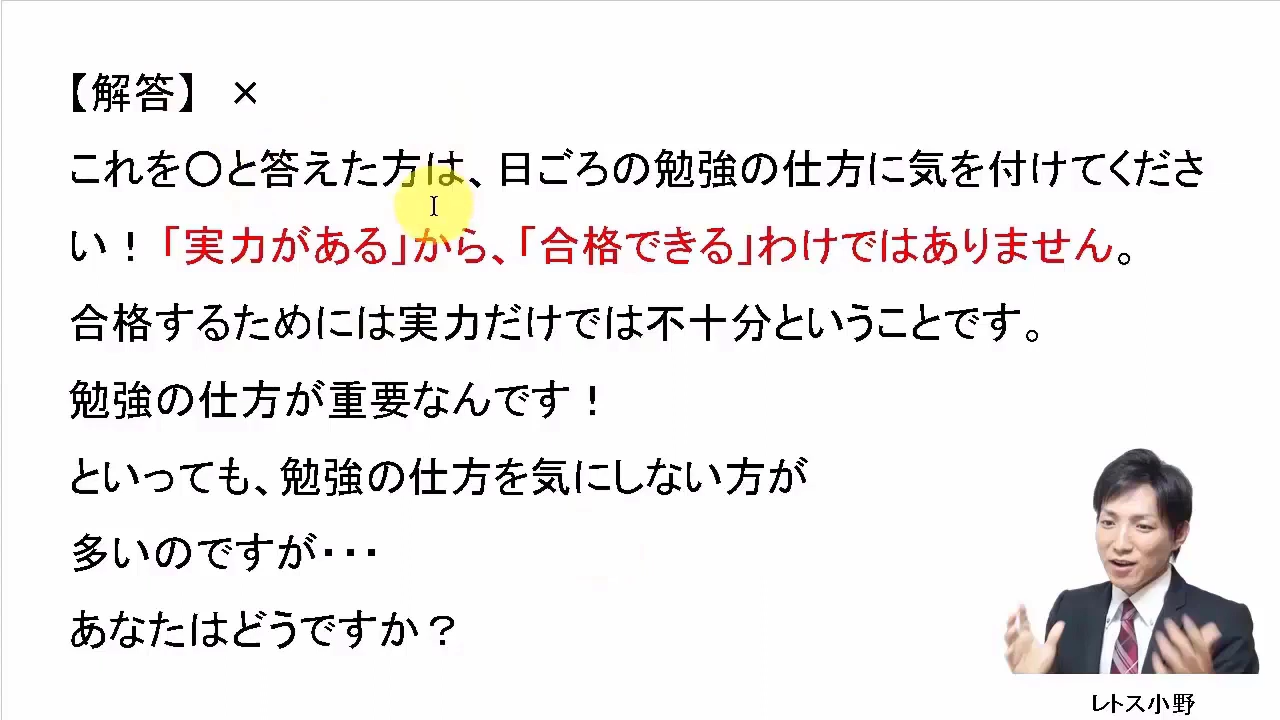 【解答】 ×
これを〇と答えた方は、日ごろの勉強の仕方に気を付けてくださ
い！「実力がある」から、「合格できる」わけではありません。
合格するためには実力だけでは不十分ということです。
勉強の仕方が重要なんです！
といっても、勉強の仕方を気にしない方が
多いのですが・・・
あなたはどうですか？
レトス小野